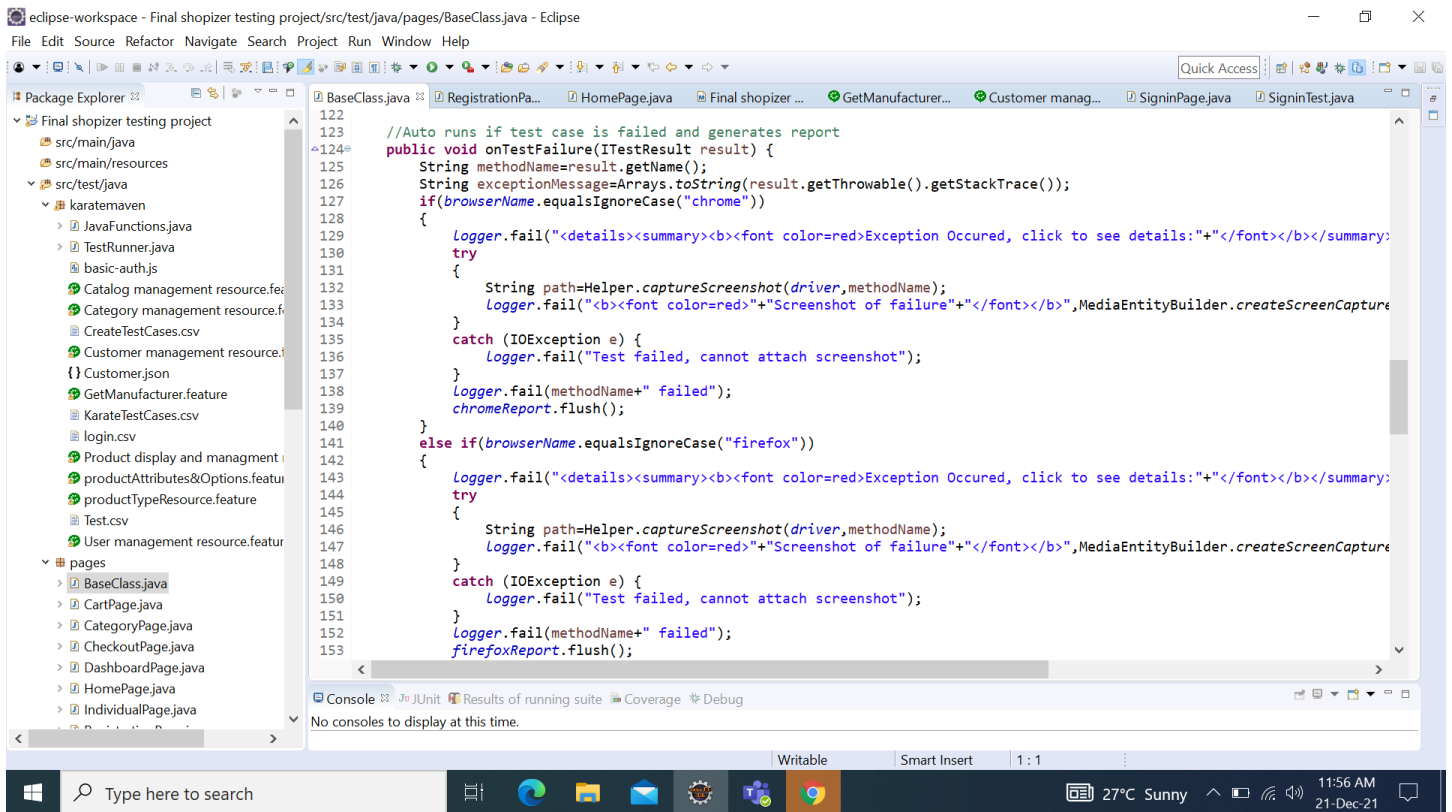 eclipse-workspace - Final shopizer testing project/src/test/java/pages/BaseClass.java - Eclipse
File Edit Source Refactor Navigate Search Project Run Window Help
Quick Access
Package Explorer
Final shopizer testing project
src/main/java
src/main/resources
src/test/java
karatemaven
JavaFunctions.java
TestRunner.java
basic-auth.js
Catalog management resource.fea
Category management resource.f
CreateTestCases.csv
Customer management resource.f
Customer.json
GetManufacturer.feature
KarateTestCases.csv
login.csv
Product display and managment
productAttributes&Options.featur
productTypeResource.feature
Test.csv
User management resource.featur
pages
BaseClass.java
CartPage.java
CategoryPage.java
CheckoutPage.java
DashboardPage.java
HomePage.java
IndividualPage.java
BaseClass.java RegistrationPa... HomePage.java Final shopizer ... GetManufacturer... Customer manag... SigninPage.java SigninTest.java
122
123 //Auto runs if test case is failed and generates report
124 public void onTestFailure(ITestResult result) {
125 String methodName=result.getName();
126 String exceptionMessage=Arrays.toString(result.getThrowable().getStackTrace());
127 if(browserName.equalsIgnoreCase("chrome"))
128 {
129 Logger.fail("<details><summary><b><font color=red>Exception Occured, click to see details:"+"</font></b></summary>
130 try
131 {
132 String path=Helper.captureScreenshot(driver,methodName);
133 Logger.fail("<b><font color=red>"+"Screenshot of failure"+"</font></b>",MediaEntityBuilder.createScreenCapture
134 }
135 catch (IOException e) {
136 Logger.fail("Test failed, cannot attach screenshot");
137 }
138 Logger.fail(methodName+" failed");
139 chromeReport.flush();
140 }
141 else if(browserName.equalsIgnoreCase("firefox"))
142 {
143 Logger.fail("<details><summary><b><font color=red>Exception Occured, click to see details:"+"</font></b></summary>
144 try
145 {
146 String path=Helper.captureScreenshot(driver,methodName);
147 Logger.fail("<b><font color=red>"+"Screenshot of failure"+"</font></b>",MediaEntityBuilder.createScreenCapture
148 }
149 catch (IOException e) {
150 Logger.fail("Test failed, cannot attach screenshot");
151 }
152 Logger.fail(methodName+" failed");
153 firefoxReport.flush();
Console JUnit Results of running suite Coverage Debug
No consoles to display at this time.
Writable Smart Insert 1 : 1
Type here to search
27°C Sunny
11:56 AM
21-Dec-21